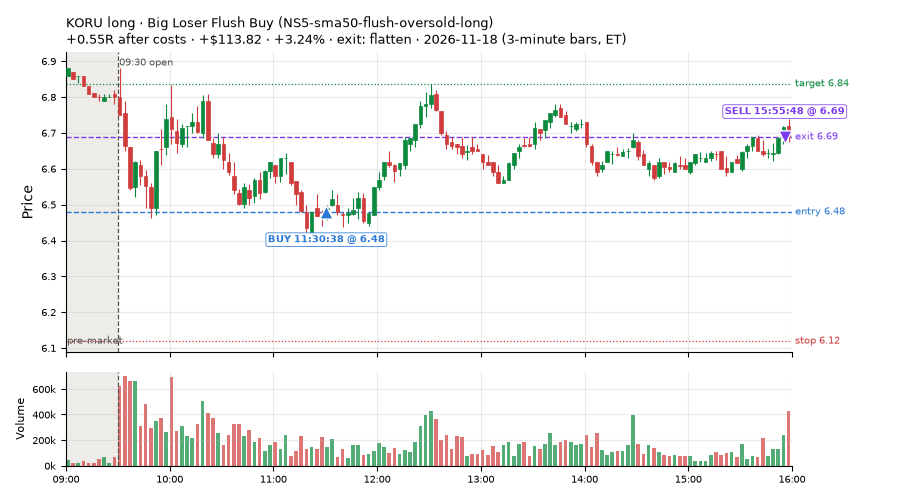 KORU long · Big Loser Flush Buy (NS5-sma50-flush-oversold-long)
+0.55R after costs · +$113.82 · +3.24% · exit: flatten · 2026-11-18 (3-minute bars, ET)
6.9
6.8
6.7
6.6
6.5
6.4
6.3
6.2
6.1
Price
09:30 open
pre-market
target 6.84
SELL 15:55:48 @ 6.69
exit 6.69
entry 6.48
BUY 11:30:38 @ 6.48
stop 6.12
600k
400k
200k
0k
Volume
09:00
10:00
11:00
12:00
13:00
14:00
15:00
16:00